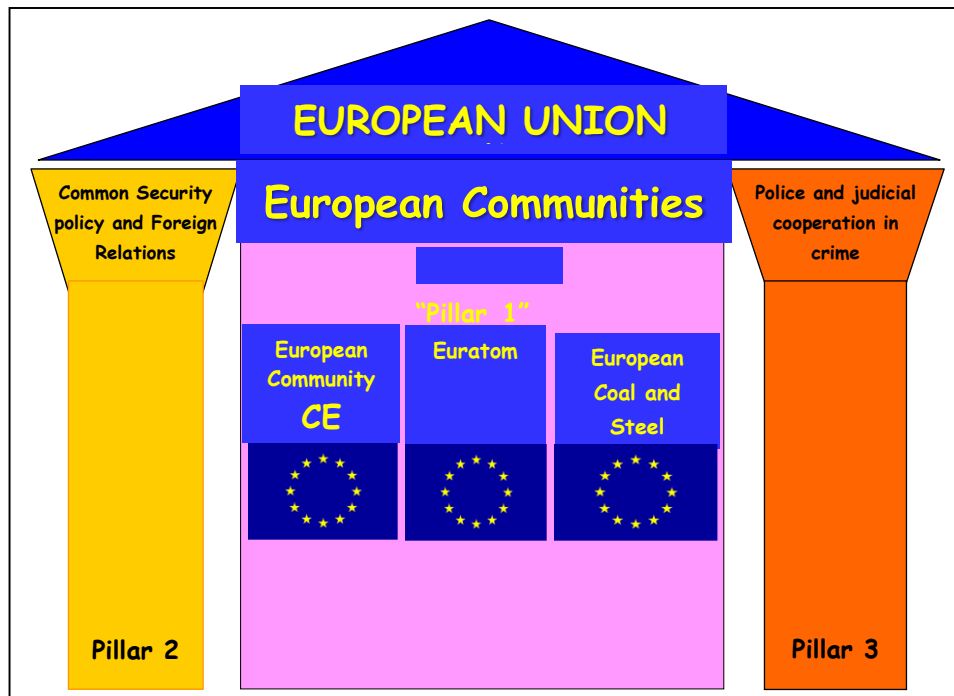 EUROPEAN UNION
European Communities
Common Security
policy and Foreign
Relations
Police and judicial
cooperation in
crime
“Pillar 1”
European
Community
CE
Euratom
European
Coal and
Steel
Pillar 2
Pillar 3